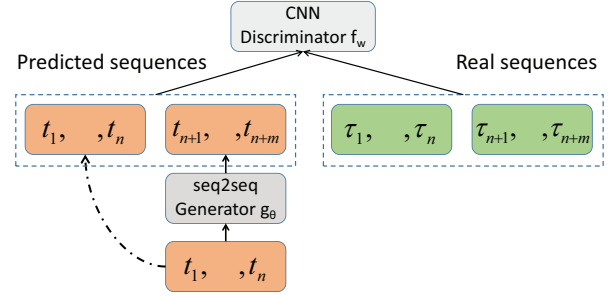 CNN
Discriminator f_w
Predicted sequences
Real sequences
t_1, , t_n
t_{n+1}, , t_{n+m}
τ_1, , τ_n
τ_{n+1}, , τ_{n+m}
seq2seq
Generator g_θ
t_1, , t_n